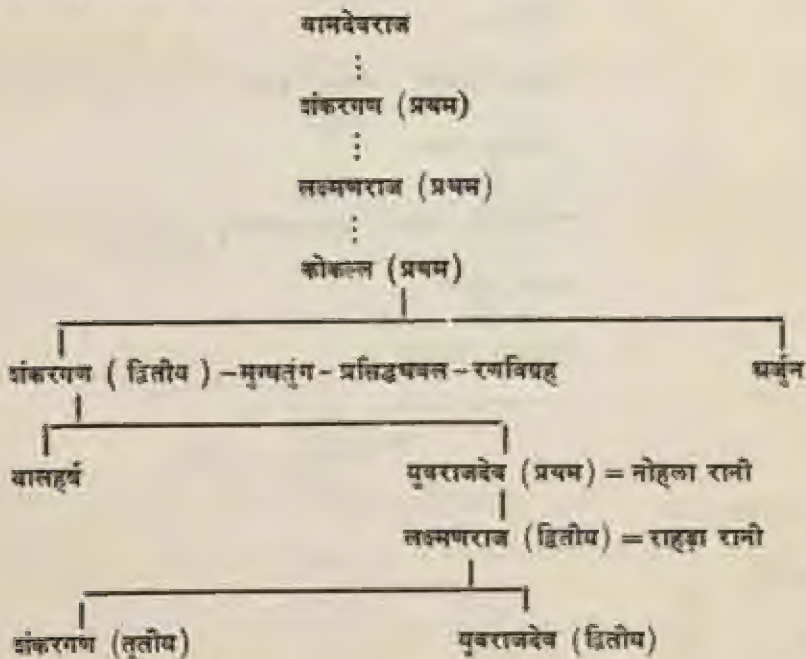 वामदेवराज
शंकरगण (प्रथम)
लक्ष्मणराज (प्रथम)
कोकल्ल (प्रथम)
शंकरगण ( द्वितीय ) -मुग्धतुंग - प्रसिद्धधवल - रणविग्रह
अर्जुन
बालहर्ष
युवराजदेव (प्रथम) = नोहला रानी
लक्ष्मणराज (द्वितीय) = राहड़ा रानी
शंकरगण (तृतीय)
युवराजदेव (द्वितीय)